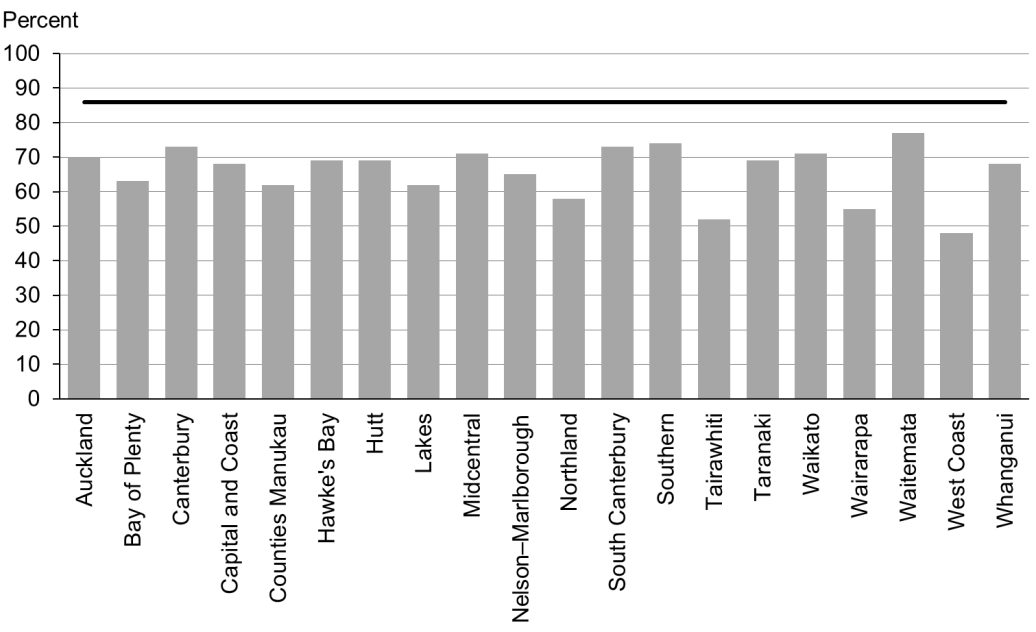 Percent
100
90
80
70
60
50
40
30
20
10
0
Auckland
Bay of Plenty
Canterbury
Capital and Coast
Counties Manukau
Hawke's Bay
Hutt
Lakes
Midcentral
Nelson–Marlborough
Northland
South Canterbury
Southern
Tairawhiti
Taranaki
Waikato
Wairarapa
Waitemata
West Coast
Whanganui